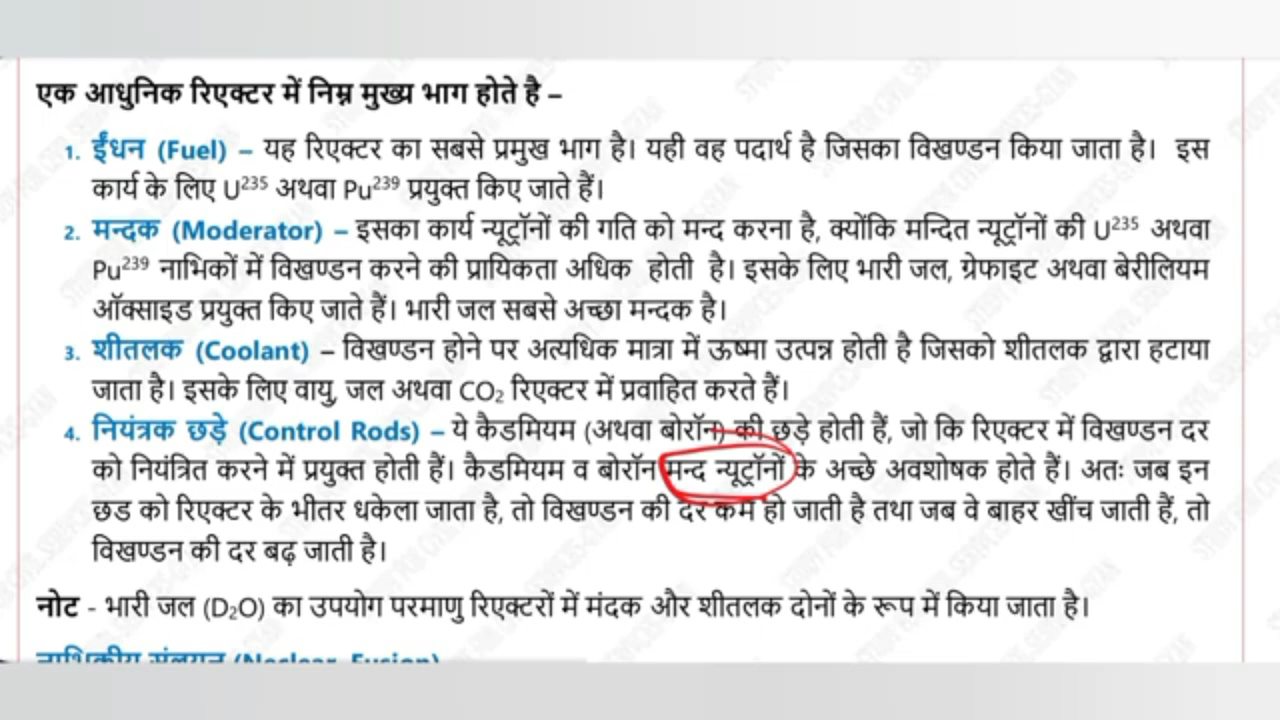 एक आधुनिक रिएक्टर में निम्न मुख्य भाग होते है –
1. ईंधन (Fuel) – यह रिएक्टर का सबसे प्रमुख भाग है। यही वह पदार्थ है जिसका विखण्डन किया जाता है। इस
कार्य के लिए U²³⁵ अथवा Pu²³⁹ प्रयुक्त किए जाते हैं।
2. मन्दक (Moderator) – इसका कार्य न्यूट्रॉनों की गति को मन्द करना है, क्योंकि मन्दित न्यूट्रॉनों की U²³⁵ अथवा
Pu²³⁹ नाभिकों में विखण्डन करने की प्रायिकता अधिक होती है। इसके लिए भारी जल, ग्रेफाइट अथवा बेरीलियम
ऑक्साइड प्रयुक्त किए जाते हैं। भारी जल सबसे अच्छा मन्दक है।
3. शीतलक (Coolant) – विखण्डन होने पर अत्यधिक मात्रा में ऊष्मा उत्पन्न होती है जिसको शीतलक द्वारा हटाया
जाता है। इसके लिए वायु, जल अथवा CO₂ रिएक्टर में प्रवाहित करते हैं।
4. नियंत्रक छड़े (Control Rods) – ये कैडमियम (अथवा बोरॉन) की छड़े होती हैं, जो कि रिएक्टर में विखण्डन दर
को नियंत्रित करने में प्रयुक्त होती हैं। कैडमियम व बोरॉन मन्द न्यूट्रॉनों के अच्छे अवशोषक होते हैं। अतः जब इन
छड को रिएक्टर के भीतर धकेला जाता है, तो विखण्डन की दर कम हो जाती है तथा जब वे बाहर खींच जाती हैं, तो
विखण्डन की दर बढ़ जाती है।
नोट - भारी जल (D₂O) का उपयोग परमाणु रिएक्टरों में मंदक और शीतलक दोनों के रूप में किया जाता है।